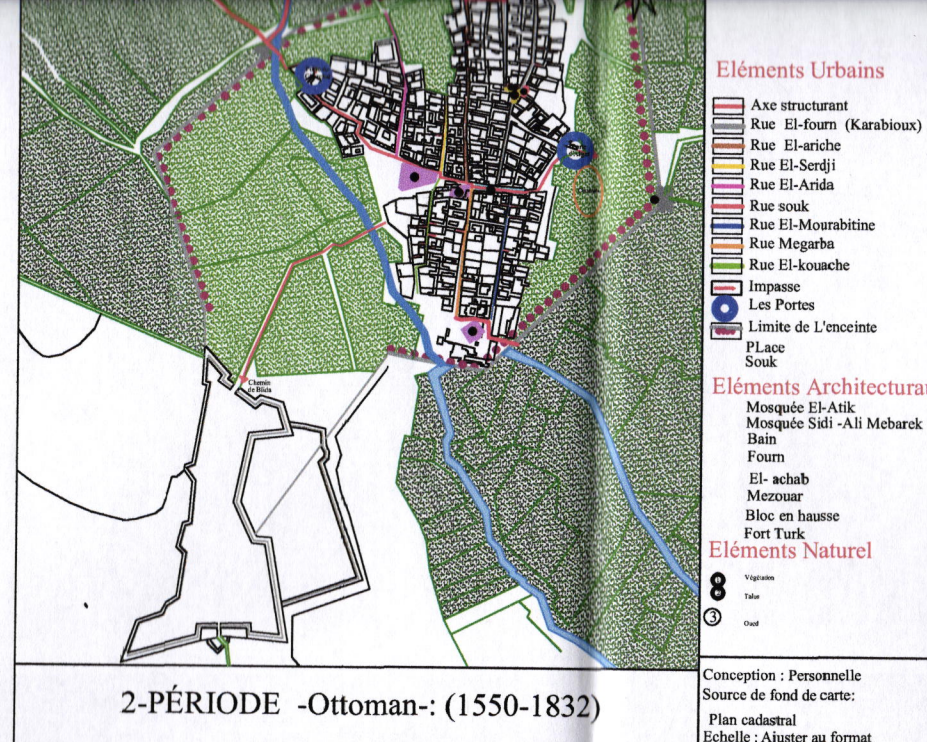 Eléments Urbains
Axe structurant
Rue El-fourn (Karabioux)
Rue El-ariche
Rue El-Serdji
Rue El-Arida
Rue souk
Rue El-Mourabitine
Rue Megarba
Rue El-kouache
Impasse
Les Portes
Limite de L'enceinte
PLace
Souk
Eléments Architectura
Mosquée El-Atik
Mosquée Sidi -Ali Mebarek
Bain
Fourn
El- achab
Mezouar
Bloc en hausse
Fort Turk
Eléments Naturel
Végétation
Talus
3 Oued
Chemin
de Blida
2-PÉRIODE -Ottoman-: (1550-1832)
Conception : Personnelle
Source de fond de carte:
Plan cadastral
Echelle : Ajuster au format